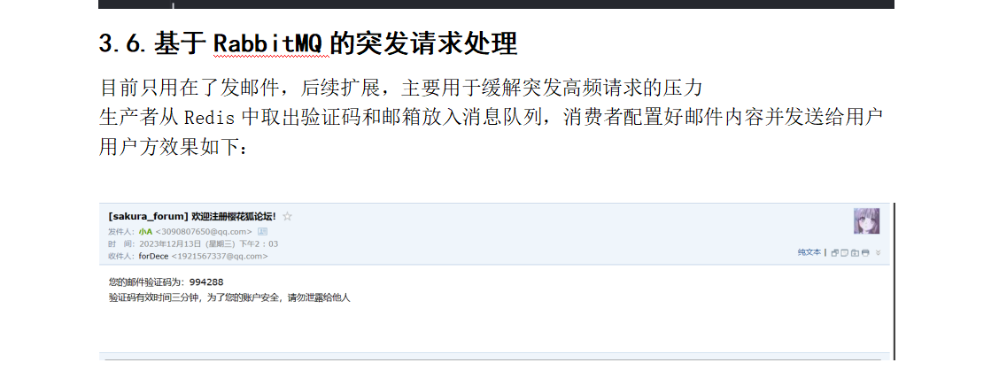 3.6.基于 RabbitMQ 的突发请求处理
目前只用在了发邮件，后续扩展，主要用于缓解突发高频请求的压力
生产者从 Redis 中取出验证码和邮箱放入消息队列，消费者配置好邮件内容并发送给用户
用户方效果如下：
[sakura_forum] 欢迎注册樱花狐论坛！☆
发件人：小A <3090807650@qq.com>
时 间：2023年12月13日 (星期三) 下午2：03
收件人：forDece <1921567337@qq.com>
纯文本 |
您的邮件验证码为：994288
验证码有效时间三分钟，为了您的账户安全，请勿泄露给他人